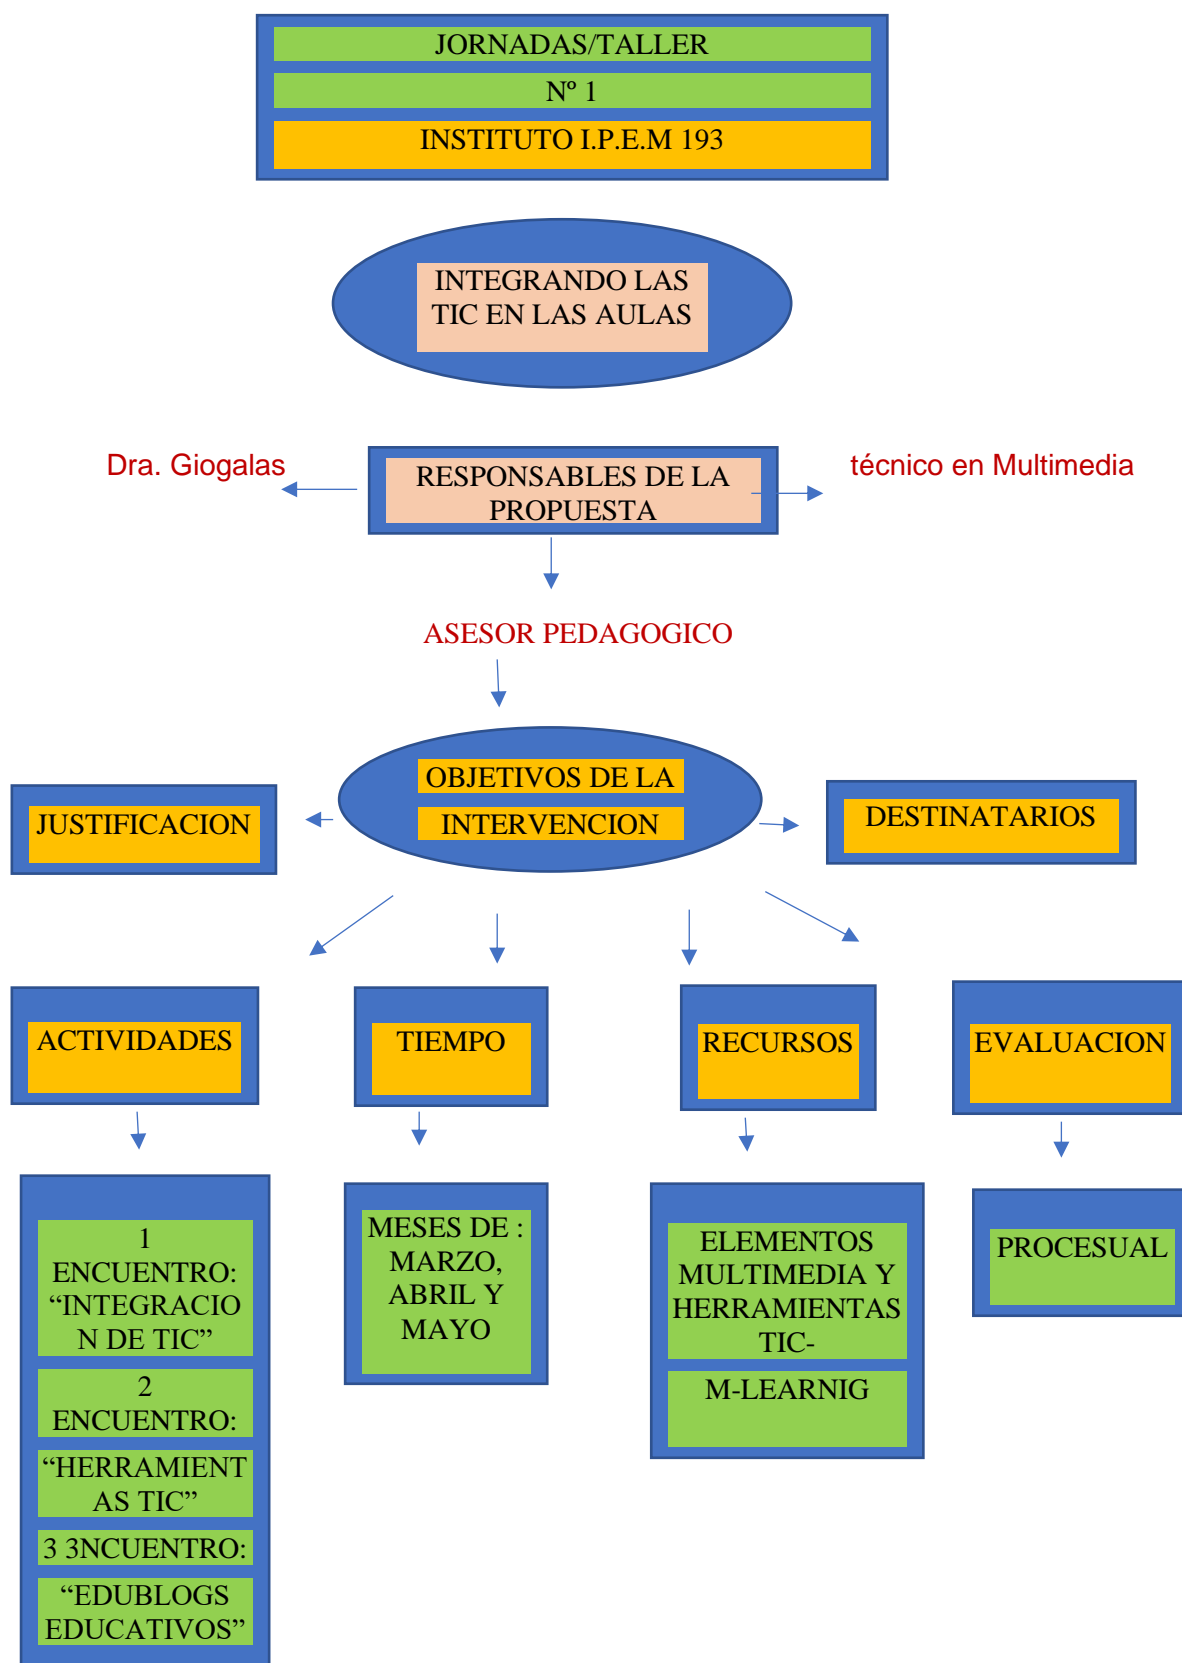 JORNADAS/TALLER
Nº 1
INSTITUTO I.P.E.M 193
INTEGRANDO LAS
TIC EN LAS AULAS
Dra. Giogalas
RESPONSABLES DE LA
PROPUESTA
técnico en Multimedia
ASESOR PEDAGOGICO
OBJETIVOS DE LA
INTERVENCION
JUSTIFICACION
DESTINATARIOS
ACTIVIDADES
TIEMPO
RECURSOS
EVALUACION
1
ENCUENTRO:
“INTEGRACIO
N DE TIC”
2
ENCUENTRO:
“HERRAMIENT
AS TIC”
3 3NCUENTRO:
“EDUBLOGS
EDUCATIVOS”
MESES DE :
MARZO,
ABRIL Y
MAYO
ELEMENTOS
MULTIMEDIA Y
HERRAMIENTAS
TIC-
M-LEARNIG
PROCESUAL